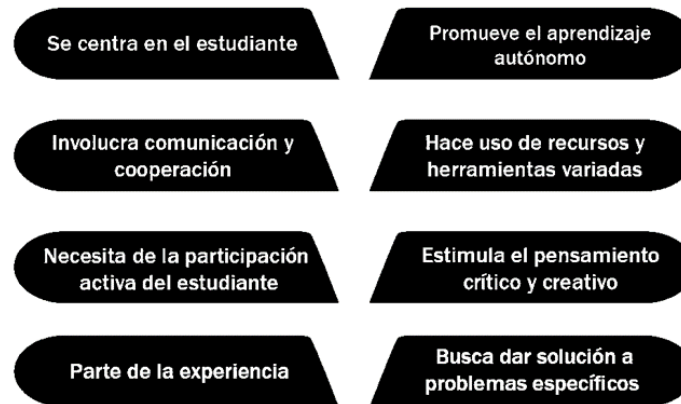 Se centra en el estudiante
Promueve el aprendizaje
autónomo
Involucra comunicación y
cooperación
Hace uso de recursos y
herramientas variadas
Necesita de la participación
activa del estudiante
Estimula el pensamiento
crítico y creativo
Parte de la experiencia
Busca dar solución a
problemas específicos